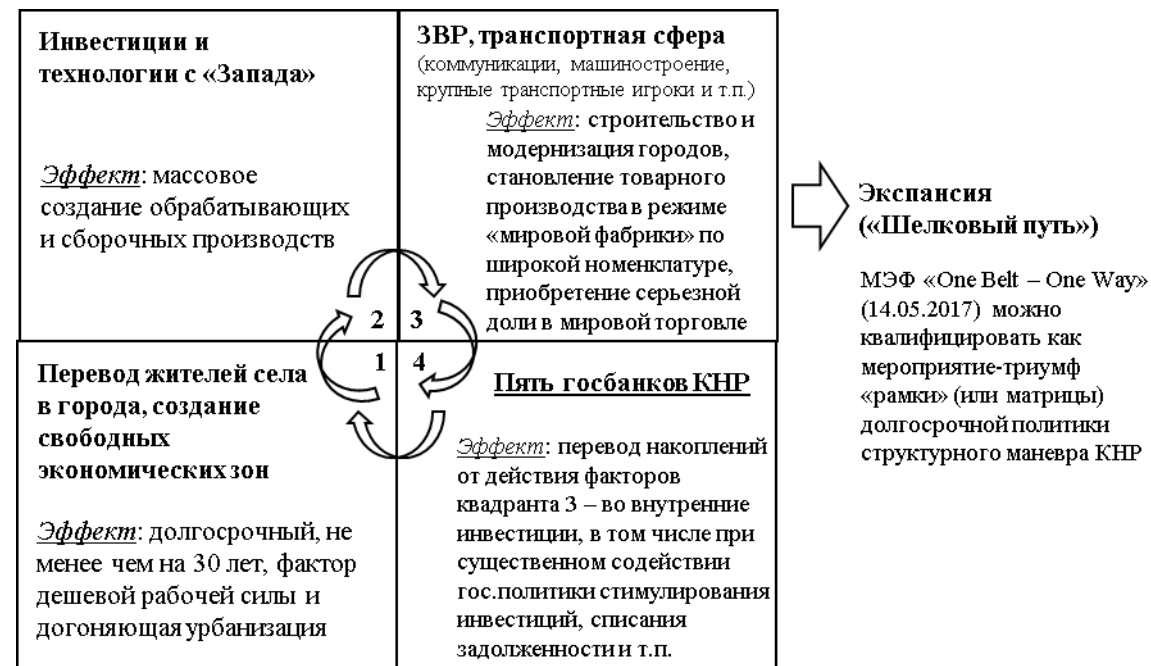 Инвестиции и
технологии с «Запада»
Эффект: массовое
создание обрабатывающих
и сборочных производств
2
ЗВР, транспортная сфера
(коммуникации, машиностроение,
крупные транспортные игроки и т.п.)
Эффект: строительство и
модернизация городов,
становление товарного
производства в режиме
«мировой фабрики» по
широкой номенклатуре,
приобретение серьезной
доли в мировой торговле
3
Перевод жителей села
в города, создание
свободных
экономических зон
Эффект: долгосрочный, не
менее чем на 30 лет, фактор
дешевой рабочей силы и
догоняющая урбанизация
1
4
Пять госбанков КНР
Эффект: перевод накоплений
от действия факторов
квадранта 3 – во внутренние
инвестиции, в том числе при
существенном содействии
гос.политики стимулирования
инвестиций, списания
задолженности и т.п.
Экспансия
(«Шелковый путь»)
МЭФ «One Belt – One Way»
(14.05.2017) можно
квалифицировать как
мероприятие-триумф
«рамки» (или матрицы)
долгосрочной политики
структурного маневра КНР